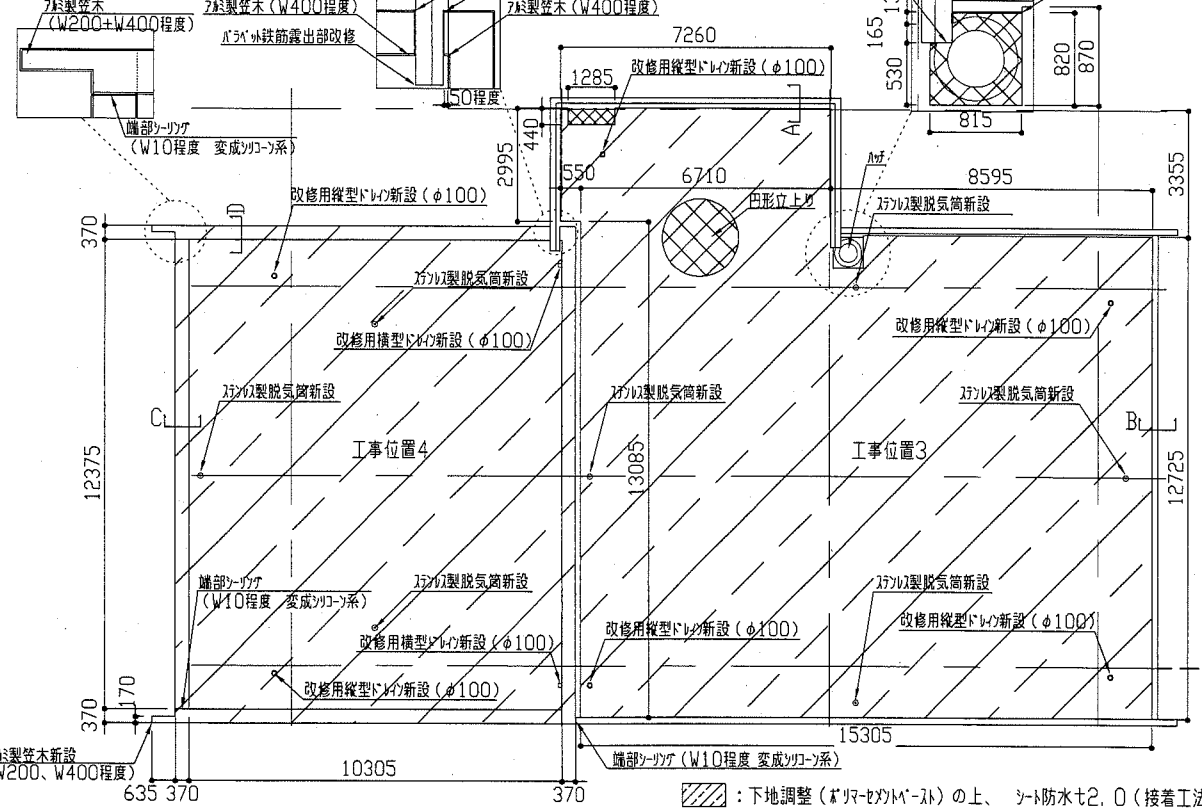 アルミ製笠木
(W200+W400程度)
端部シーリング
(W10程度 変成シリコーン系)
アルミ製笠木(W400程度)
パラペット鉄筋露出部改修
アルミ製笠木(W400程度)
50程度
165
530
820
870
815
7260
改修用縦型ドレイン新設(φ100)
1285
440
2995
A
550
6710
8595
3355
ハッチ
円形立上り
ステンレス製脱気筒新設
370
D
改修用縦型ドレイン新設(φ100)
ステンレス製脱気筒新設
改修用横型ドレイン新設(φ100)
改修用縦型ドレイン新設(φ100)
ステンレス製脱気筒新設
ステンレス製脱気筒新設
ステンレス製脱気筒新設
C
B
工事位置4
工事位置3
12375
13085
12725
端部シーリング
(W10程度 変成シリコーン系)
ステンレス製脱気筒新設
ステンレス製脱気筒新設
改修用横型ドレイン新設(φ100)
改修用縦型ドレイン新設(φ100)
改修用縦型ドレイン新設(φ100)
改修用縦型ドレイン新設(φ100)
170
370
ミ製笠木新設
W200、W400程度)
635
370
10305
370
15305
端部シーリング(W10程度 変成シリコーン系)
:下地調整(ポリマーセメントペースト)の上、 シート防水t2.0(接着工法